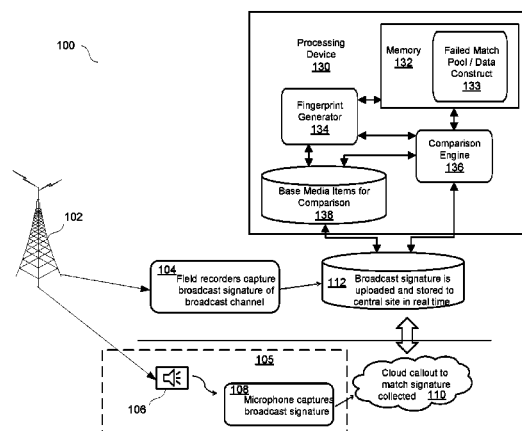 100
Processing
Device
130
Memory
132
Failed Match
Pool / Data
Construct
133
Fingerprint
Generator
134
Comparison
Engine
136
Base Media Items for
Comparison
138
102
104
Field recorders capture
broadcast signature of
broadcast channel
112
Broadcast signature is
uploaded and stored to
central site in real time
105
106
108
Microphone captures
broadcast signature
Cloud callout to
match signature
collected 110